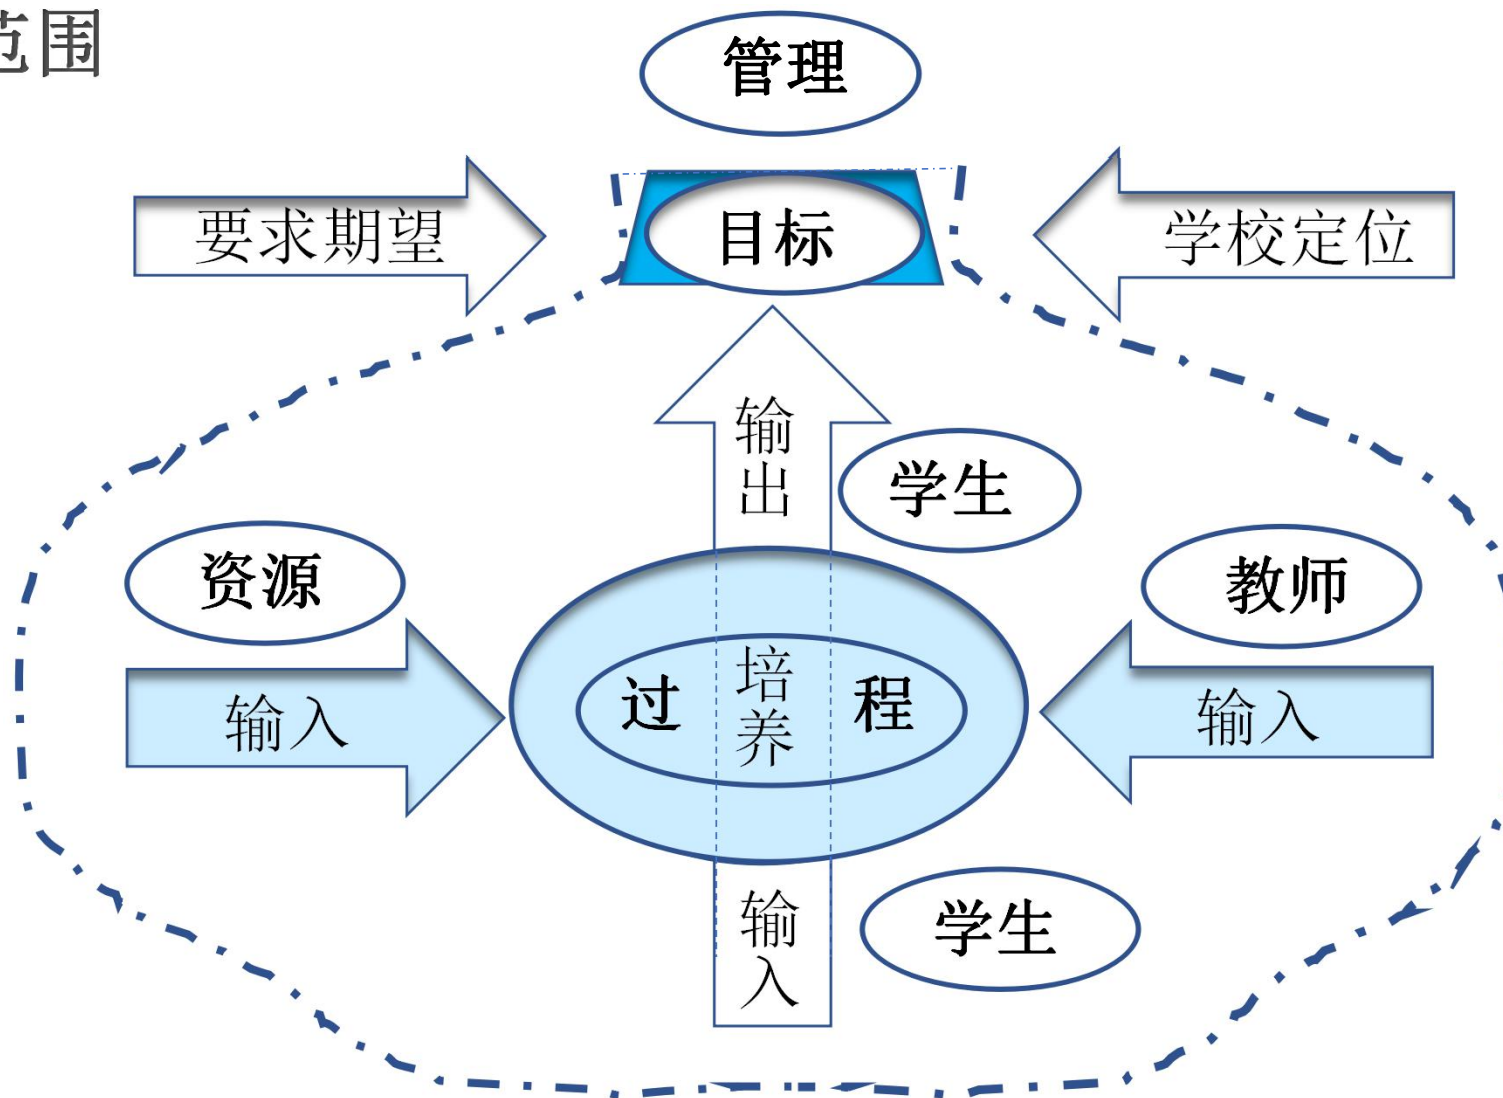 范围
管理
要求期望
目标
学校定位
输出
学生
资源
教师
输入
过 培养 程
输入
输入
学生